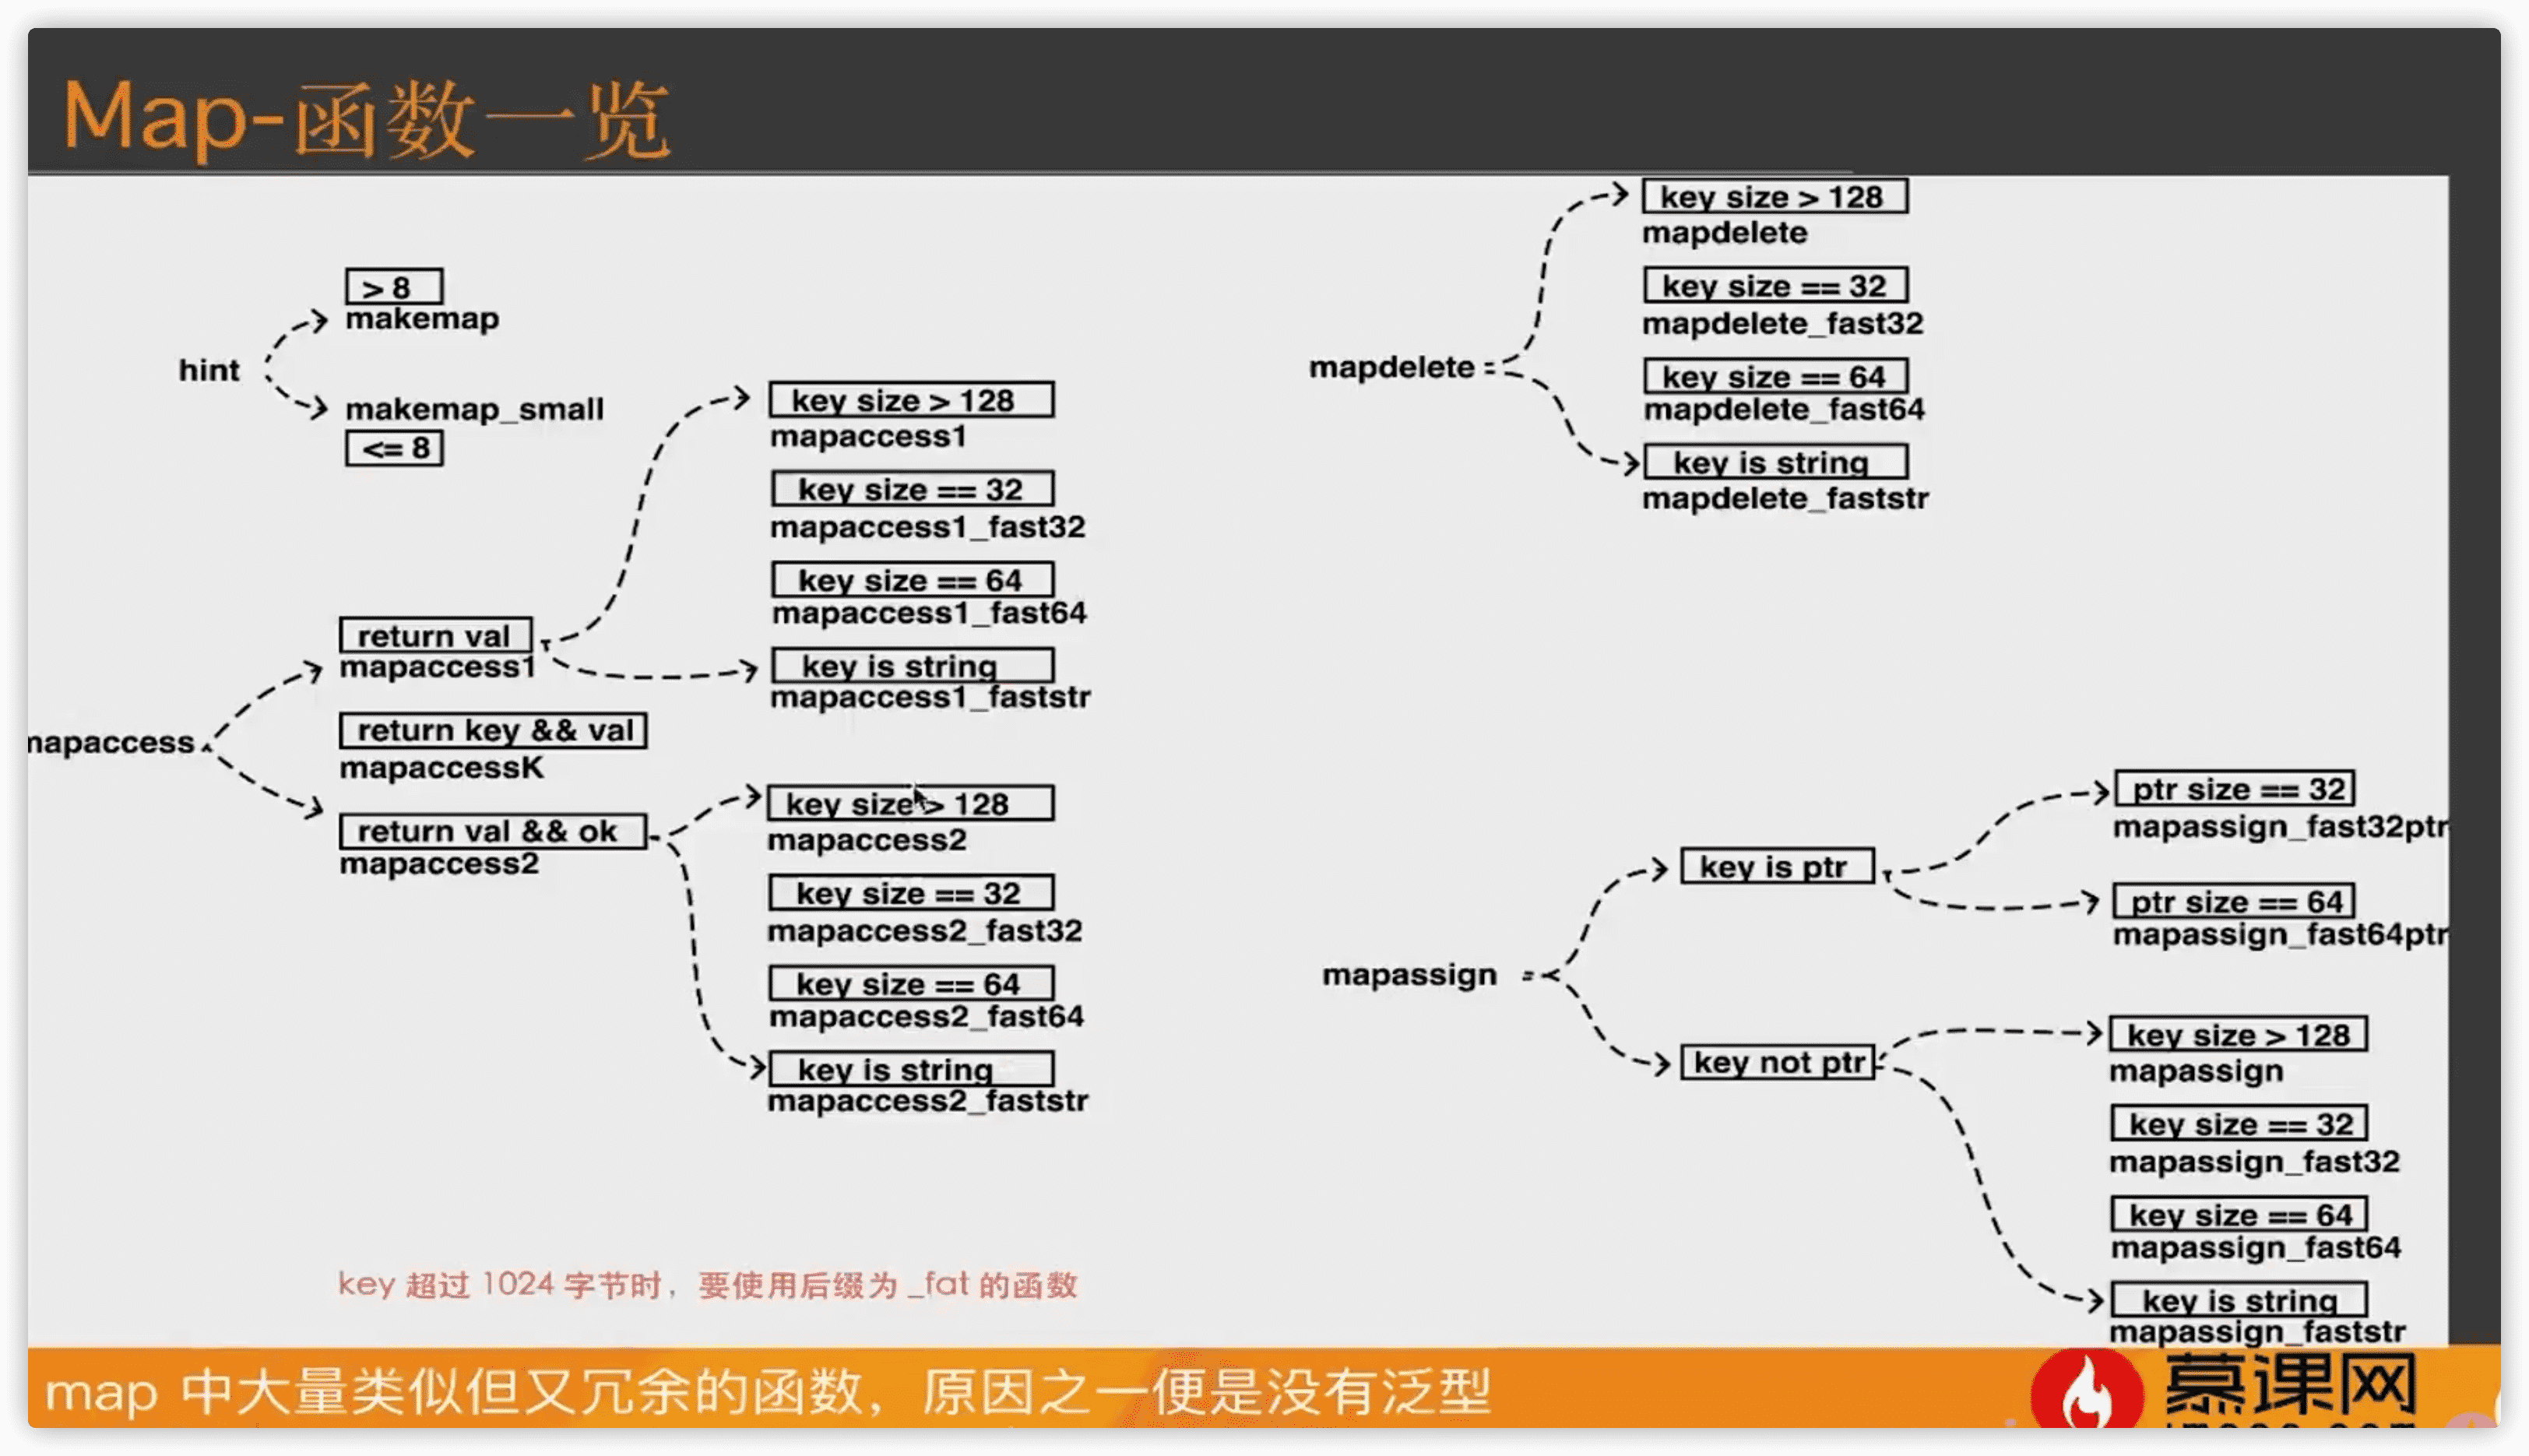 Map-函数一览
> 8
makemap
hint
makemap_small
<= 8
mapaccess
return val
mapaccess1
return key && val
mapaccessK
return val && ok
mapaccess2
key size > 128
mapaccess1
key size == 32
mapaccess1_fast32
key size == 64
mapaccess1_fast64
key is string
mapaccess1_faststr
key size > 128
mapaccess2
key size == 32
mapaccess2_fast32
key size == 64
mapaccess2_fast64
key is string
mapaccess2_faststr
mapdelete
key size > 128
mapdelete
key size == 32
mapdelete_fast32
key size == 64
mapdelete_fast64
key is string
mapdelete_faststr
mapassign
key is ptr
ptr size == 32
mapassign_fast32ptr
ptr size == 64
mapassign_fast64ptr
key not ptr
key size > 128
mapassign
key size == 32
mapassign_fast32
key size == 64
mapassign_fast64
key is string
mapassign_faststr
key 超过 1024 字节时，要使用后缀为 _fat 的函数
map 中大量类似但又冗余的函数，原因之一便是没有泛型
慕课网